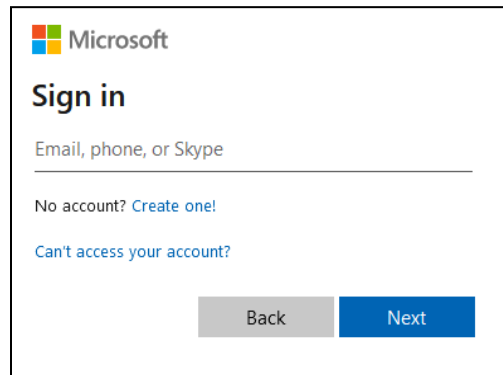 Microsoft
Sign in
Email, phone, or Skype
No account? Create one!
Can't access your account?
Back Next